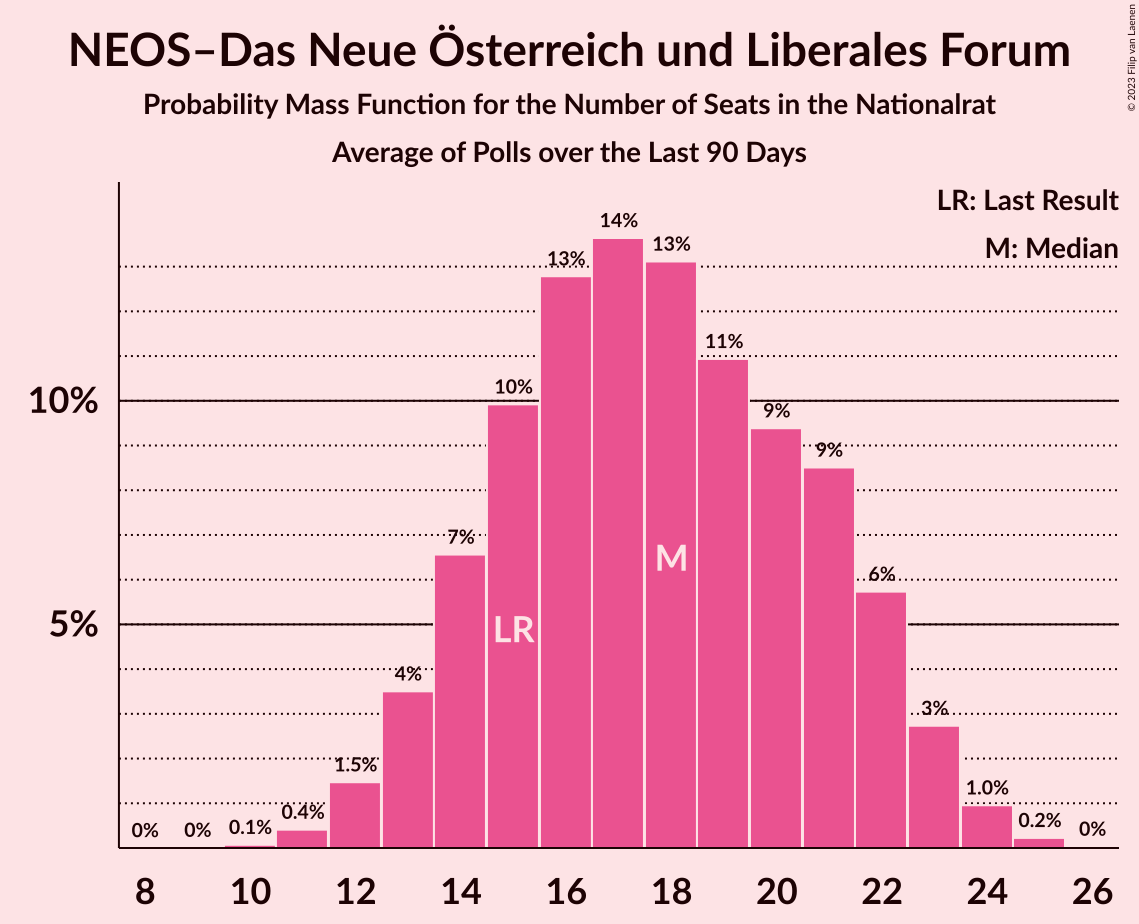 NEOS–Das Neue Österreich und Liberales Forum
Probability Mass Function for the Number of Seats in the Nationalrat
Average of Polls over the Last 90 Days
© 2023 Filip van Laenen
LR: Last Result
M: Median
14%
13%
13%
11%
10%
9%
9%
7%
6%
4%
3%
1.5%
1.0%
0.4%
0.2%
0.1%
0%
0%
0%
10%
5%
LR
M
8 10 12 14 16 18 20 22 24 26